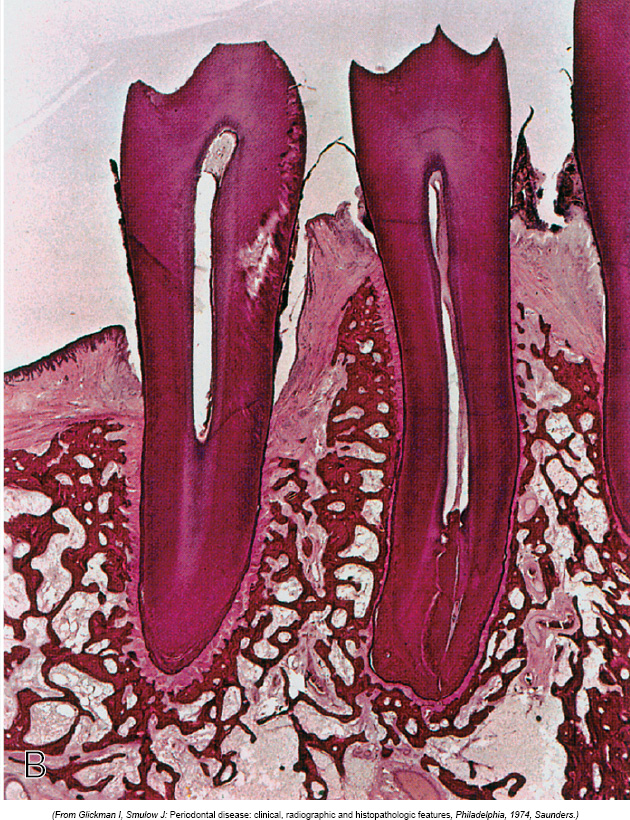 B
(From Glickman I, Smulow J: Periodontal disease: clinical, radiographic and histopathologic features, Philadelphia, 1974, Saunders.)